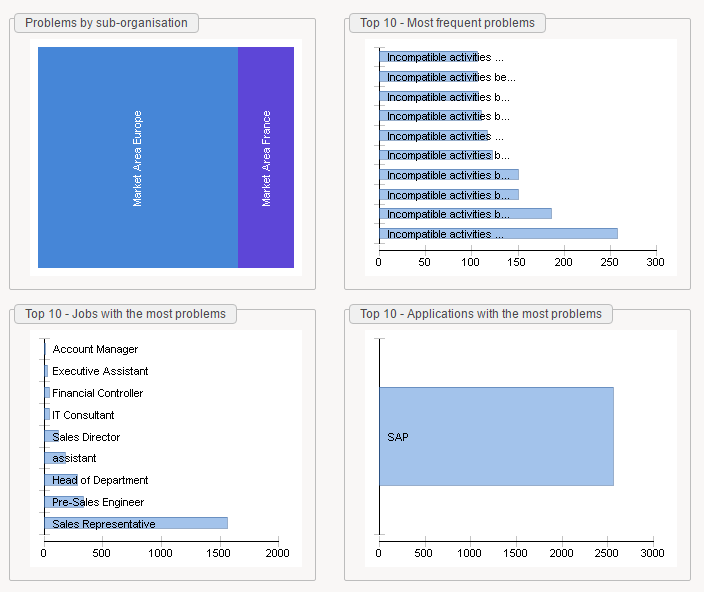 Problems by sub-organisation
Market Area Europe
Market Area France
Top 10 - Most frequent problems
Incompatible activities ...
Incompatible activities be...
Incompatible activities b...
Incompatible activities b...
Incompatible activities ...
Incompatible activities b...
Incompatible activities b...
Incompatible activities b...
Incompatible activities b...
Incompatible activities ...
0 50 100 150 200 250 300
Top 10 - Jobs with the most problems
Account Manager
Executive Assistant
Financial Controller
IT Consultant
Sales Director
assistant
Head of Department
Pre-Sales Engineer
Sales Representative
0 500 1000 1500 2000
Top 10 - Applications with the most problems
SAP
0 500 1000 1500 2000 2500 3000